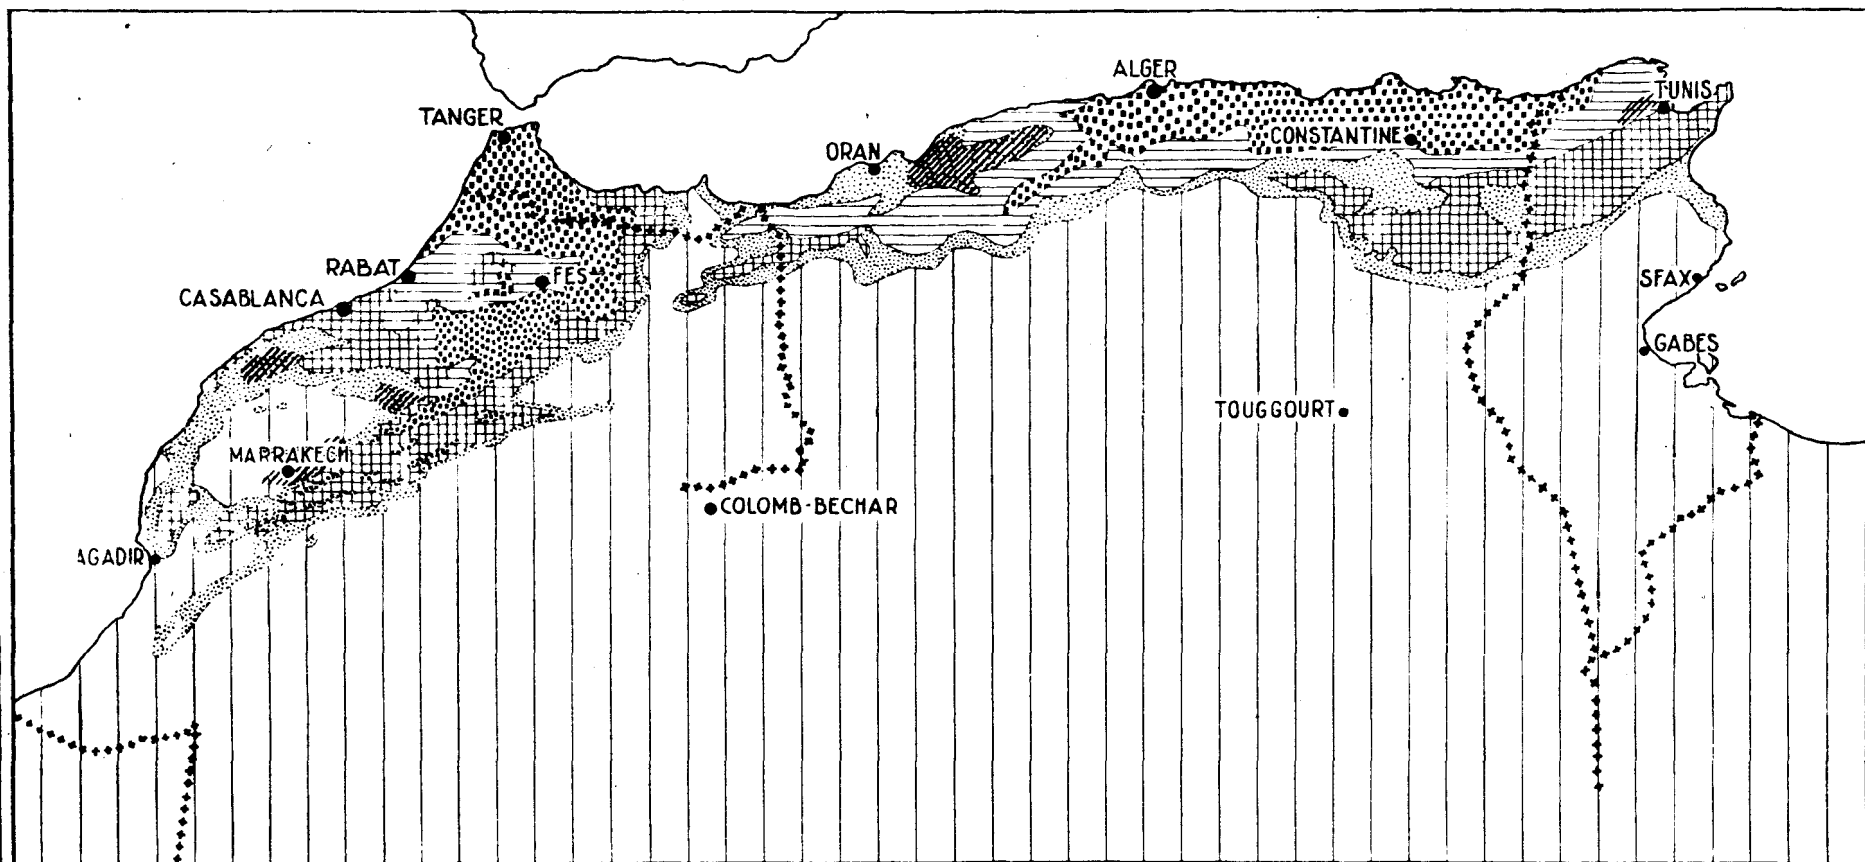 ALGER
TUNIS
TANGER
CONSTANTINE
ORAN
RABAT
FES
SFAX
CASABLANCA
GABES
TOUGGOURT
MARRAKECH
COLOMB-BECHAR
AGADIR